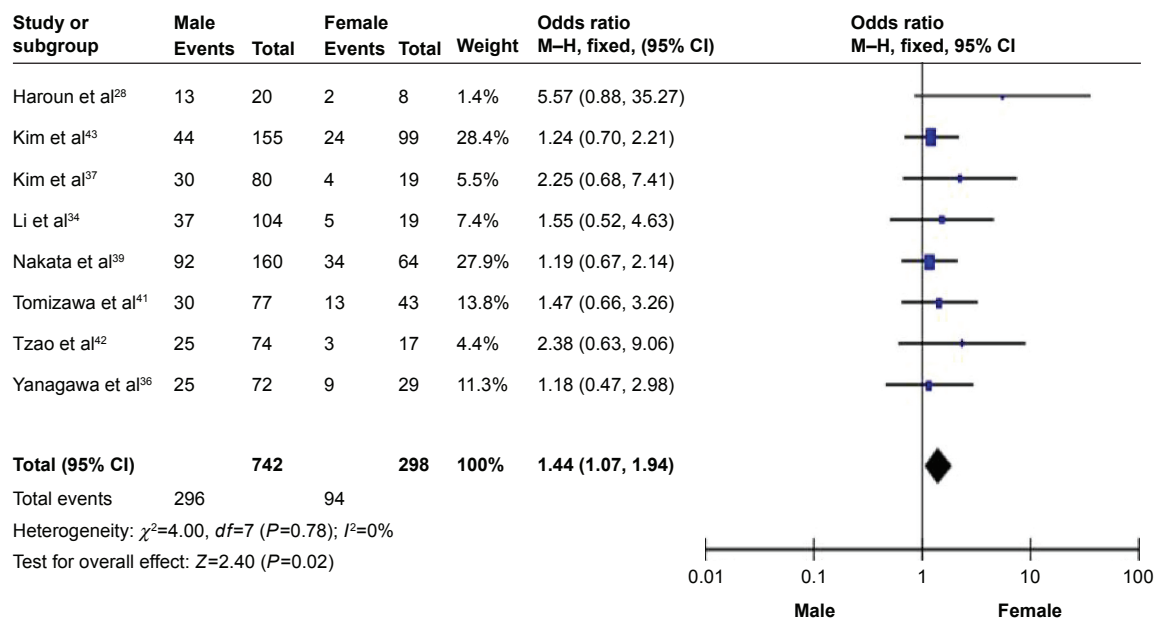 Study or subgroup Male Female Odds ratio Odds ratio
Events Total Events Total Weight M–H, fixed, (95% CI) M–H, fixed, 95% CI
Haroun et al28 13 20 2 8 1.4% 5.57 (0.88, 35.27)
Kim et al43 44 155 24 99 28.4% 1.24 (0.70, 2.21)
Kim et al37 30 80 4 19 5.5% 2.25 (0.68, 7.41)
Li et al34 37 104 5 19 7.4% 1.55 (0.52, 4.63)
Nakata et al39 92 160 34 64 27.9% 1.19 (0.67, 2.14)
Tomizawa et al41 30 77 13 43 13.8% 1.47 (0.66, 3.26)
Tzao et al42 25 74 3 17 4.4% 2.38 (0.63, 9.06)
Yanagawa et al36 25 72 9 29 11.3% 1.18 (0.47, 2.98)
Total (95% CI) 742 298 100% 1.44 (1.07, 1.94)
Total events 296 94
Heterogeneity: χ2=4.00, df=7 (P=0.78); I2=0%
Test for overall effect: Z=2.40 (P=0.02)
0.01 0.1 1 10 100
Male Female